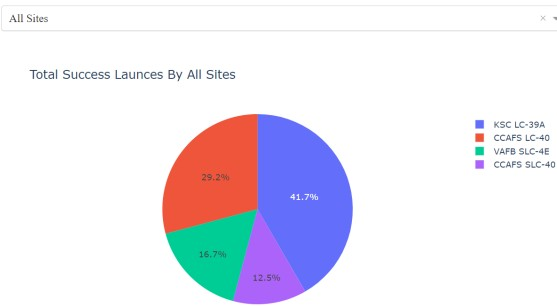 All Sites
Total Success Launces By All Sites
KSC LC-39A
CCAFS LC-40
VAFB SLC-4E
CCAFS SLC-40
29.2%
41.7%
16.7%
12.5%